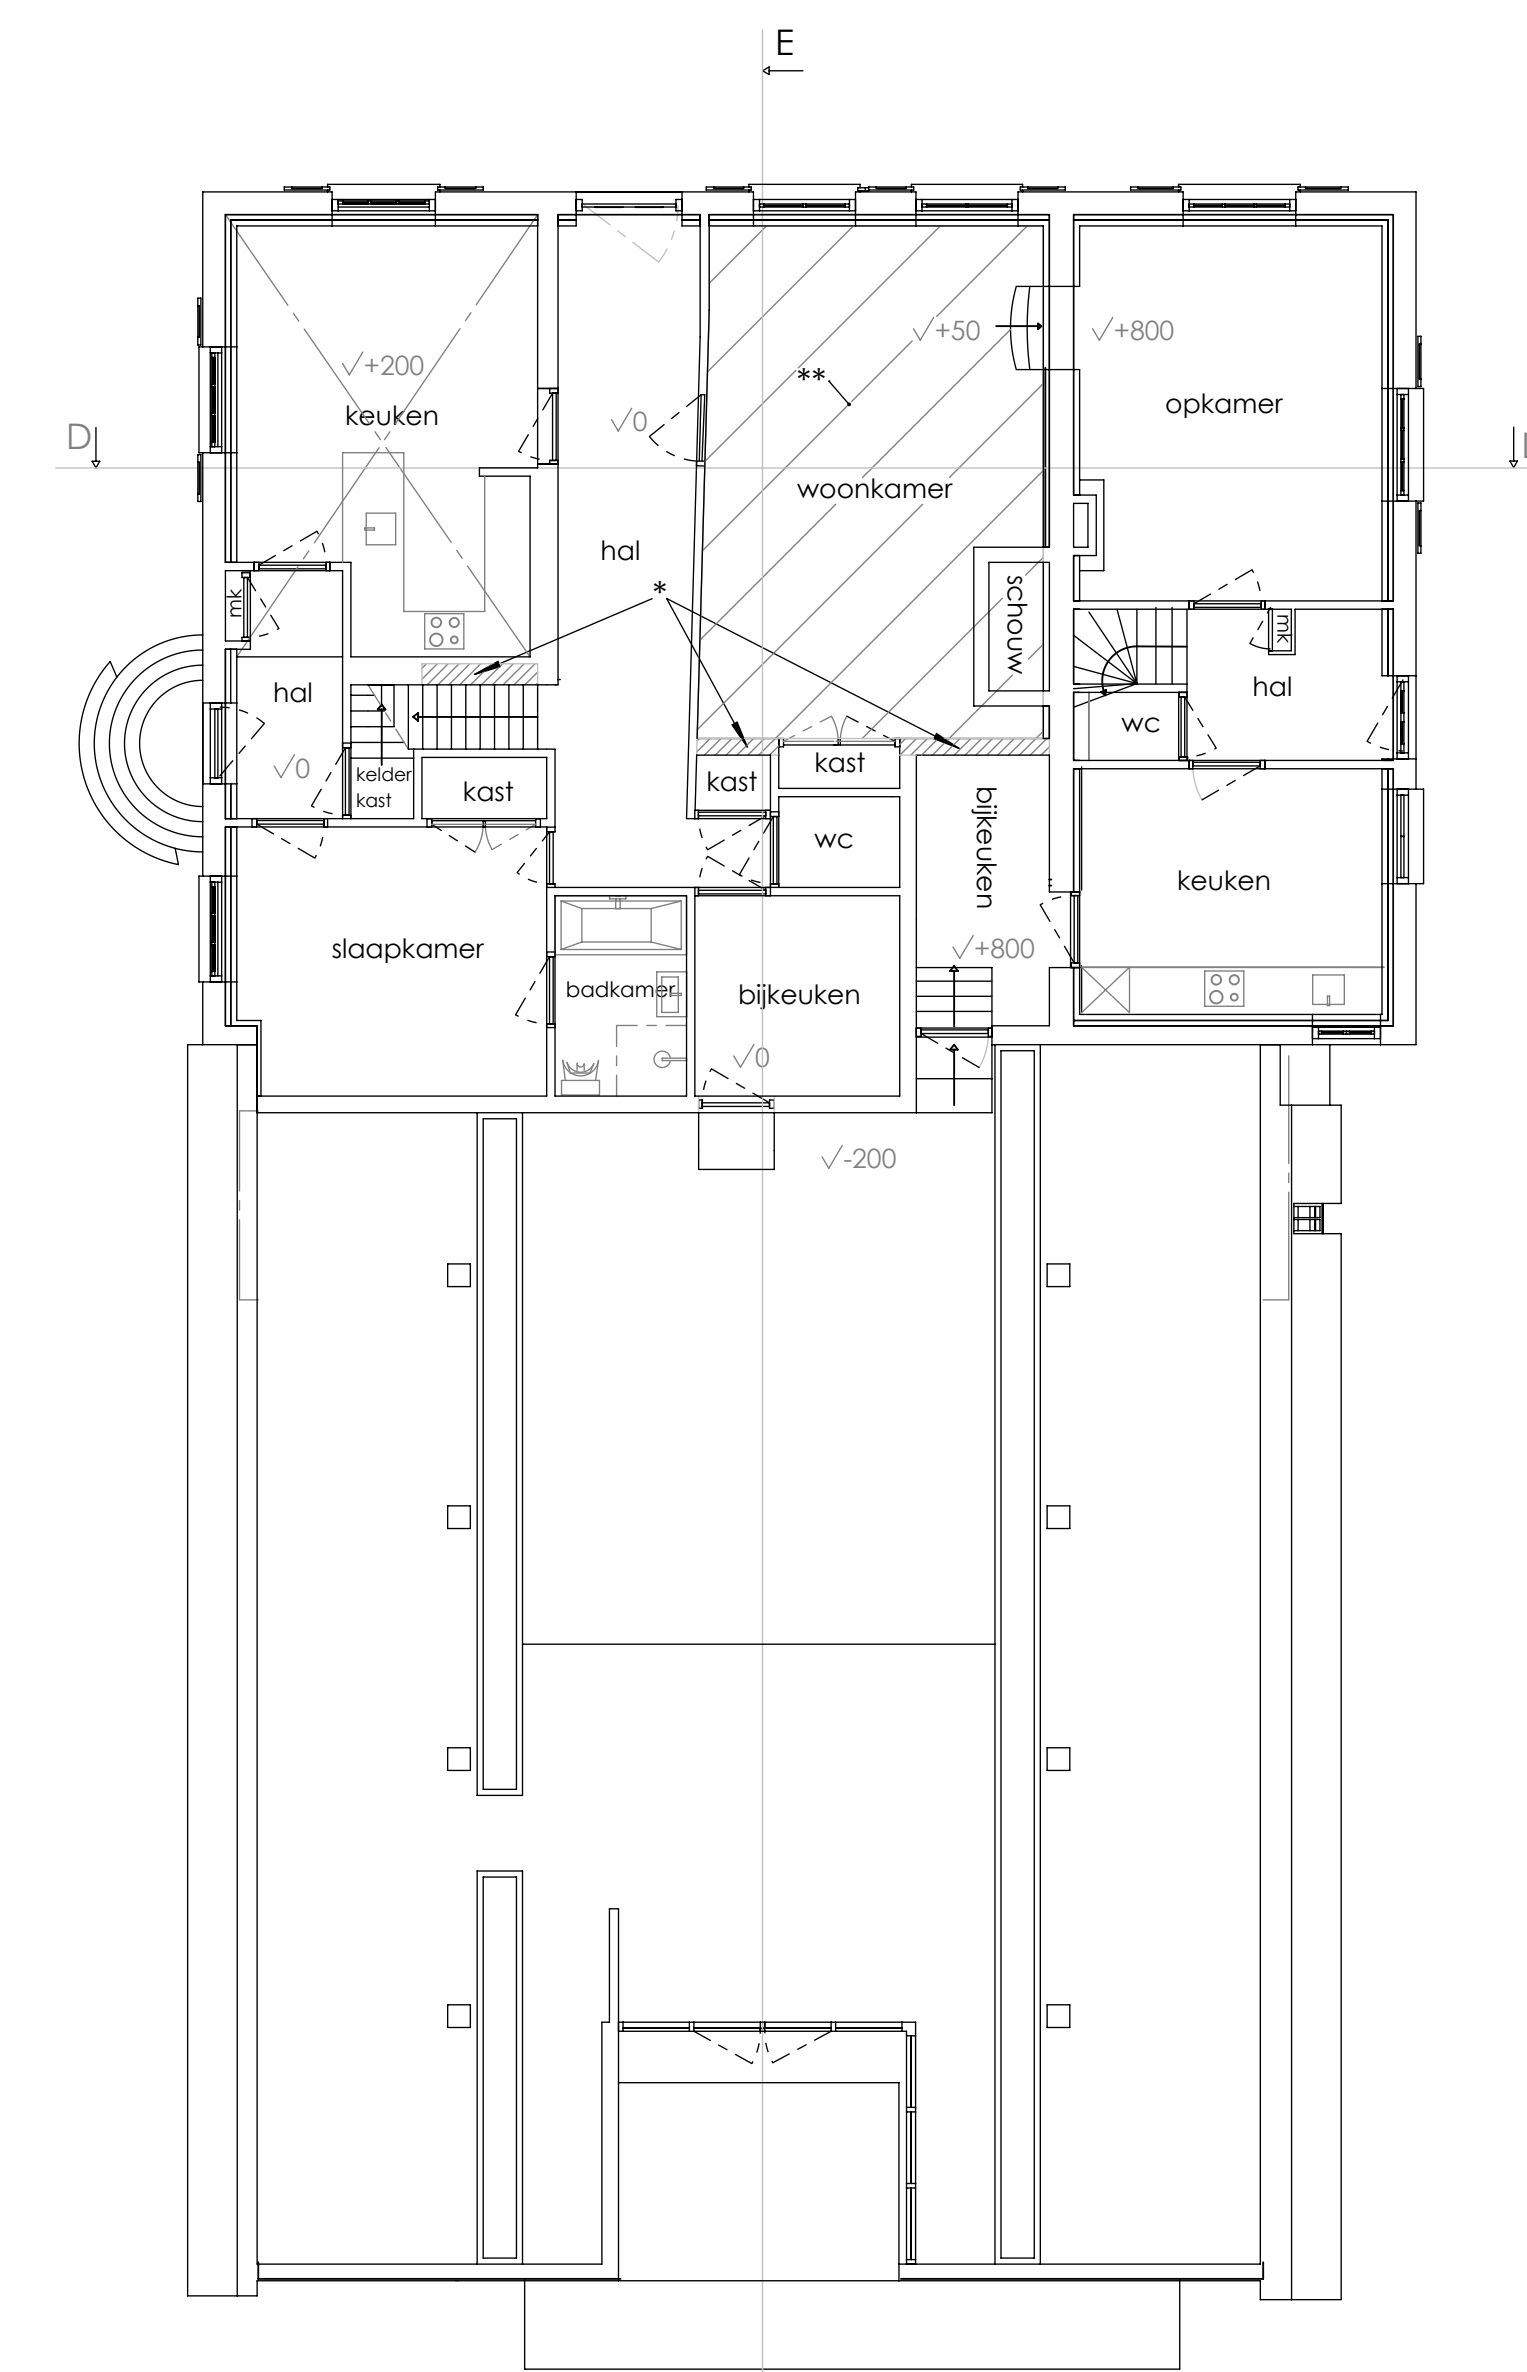 E
√+50
√+800
√+200
**
opkamer
keuken
√0
D
woonkamer
hal
*
schouw
mk
mk
hal
hal
wc
√0
kelder
kast
kast
kast
kast
wc
bijkeuken
keuken
slaapkamer
√+800
badkamer
bijkeuken
√0
√-200